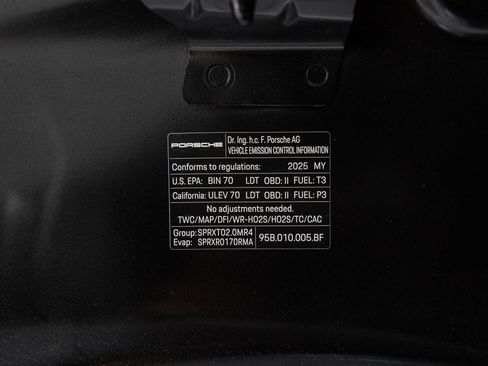 PORSCHE
Dr. Ing. h.c. F. Porsche AG
VEHICLE EMISSION CONTROL INFORMATION
Conforms to regulations: 2025 MY
U.S. EPA: BIN 70 LDT OBD: II FUEL: T3
California: ULEV 70 LDT OBD: II FUEL: P3
No adjustments needed.
TWC/MAP/DFI/WR-HO2S/HO2S/TC/CAC
Group: SPRXT02.0MR4
Evap: SPRXR0170RMA
95B.010.005.BF